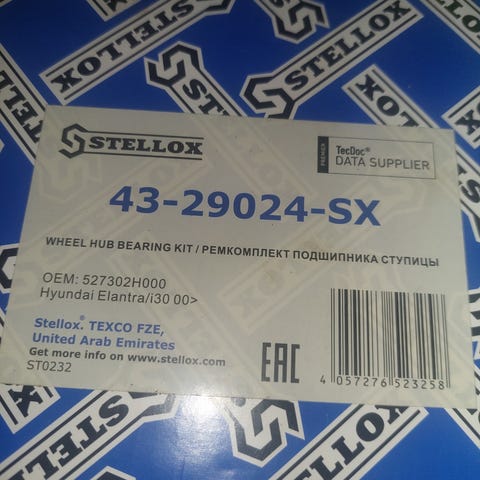 STELLOX
PREMIER
TecDoc®
DATA SUPPLIER
43-29024-SX
WHEEL HUB BEARING KIT / РЕМКОМПЛЕКТ ПОДШИПНИКА СТУПИЦЫ
OEM: 527302H000
Hyundai Elantra/i30 00>
Stellox® TEXCO FZE,
United Arab Emirates
Get more info on www.stellox.com
ST0232
EAC
4 057276 523258